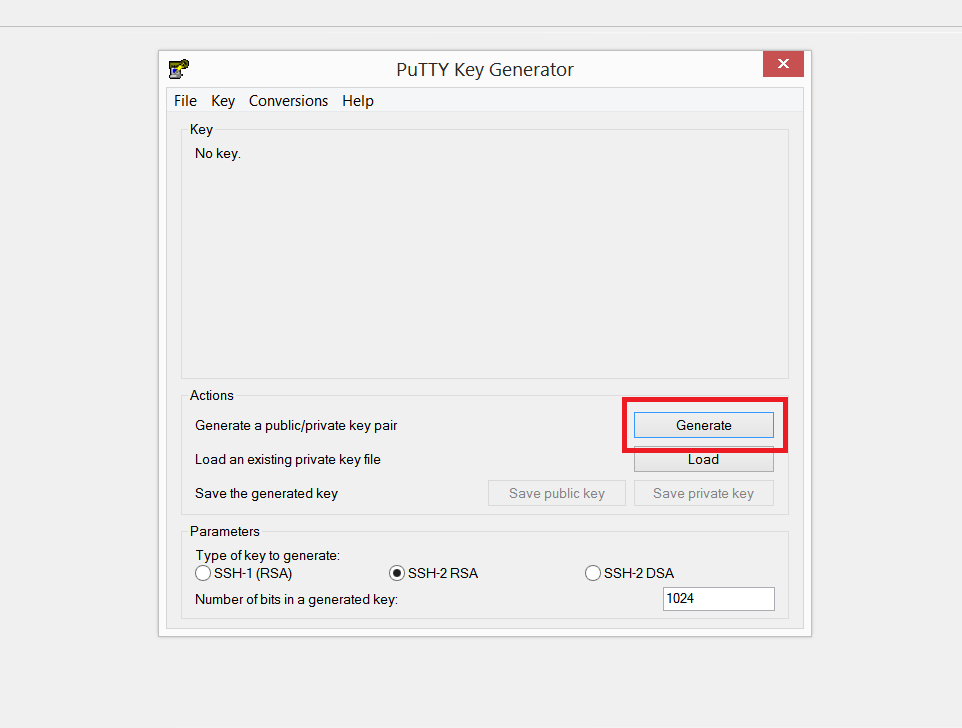 PuTTY Key Generator
File Key Conversions Help
Key
No key.
Actions
Generate a public/private key pair Generate
Load an existing private key file Load
Save the generated key Save public key Save private key
Parameters
Type of key to generate:
SSH-1 (RSA) SSH-2 RSA SSH-2 DSA
Number of bits in a generated key: 1024